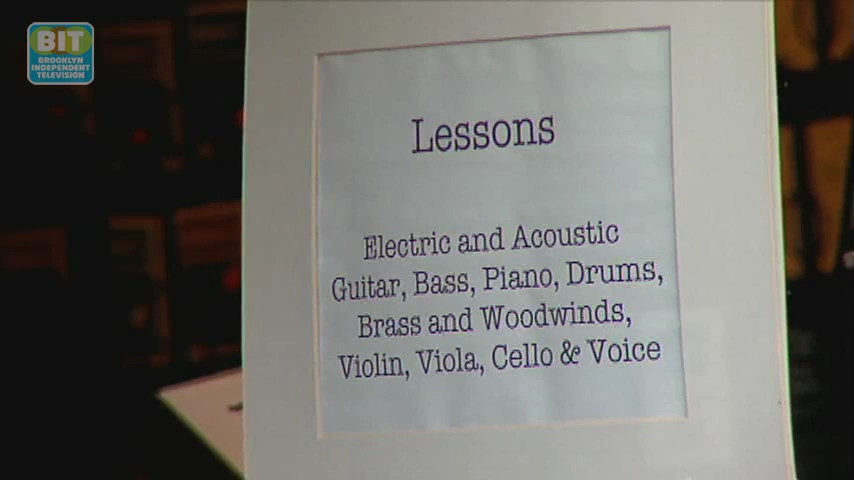 BIT
BROOKLYN
INDEPENDENT
TELEVISION
Lessons
Electric and Acoustic
Guitar, Bass, Piano, Drums,
Brass and Woodwinds,
Violin, Viola, Cello & Voice